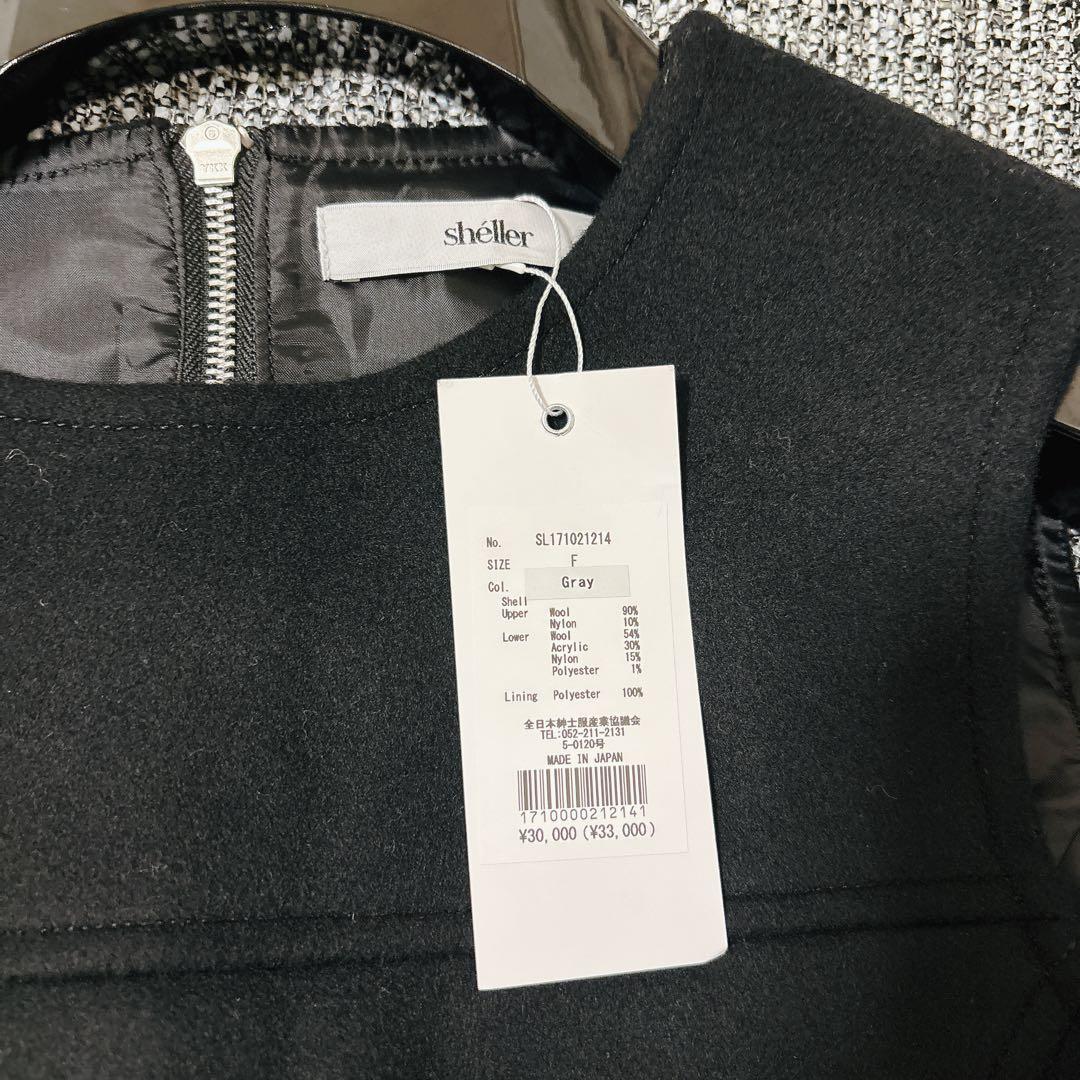 YKK
shéller
No. SL171021214
SIZE F
Col. Gray
Shell
Upper Wool 90%
Nylon 10%
Lower Wool 54%
Acrylic 30%
Nylon 15%
Polyester 1%
Lining Polyester 100%
全日本紳士服産業協議会
TEL:052-211-2131
5-0120号
MADE IN JAPAN
1710000212141
¥30,000 (¥33,000)